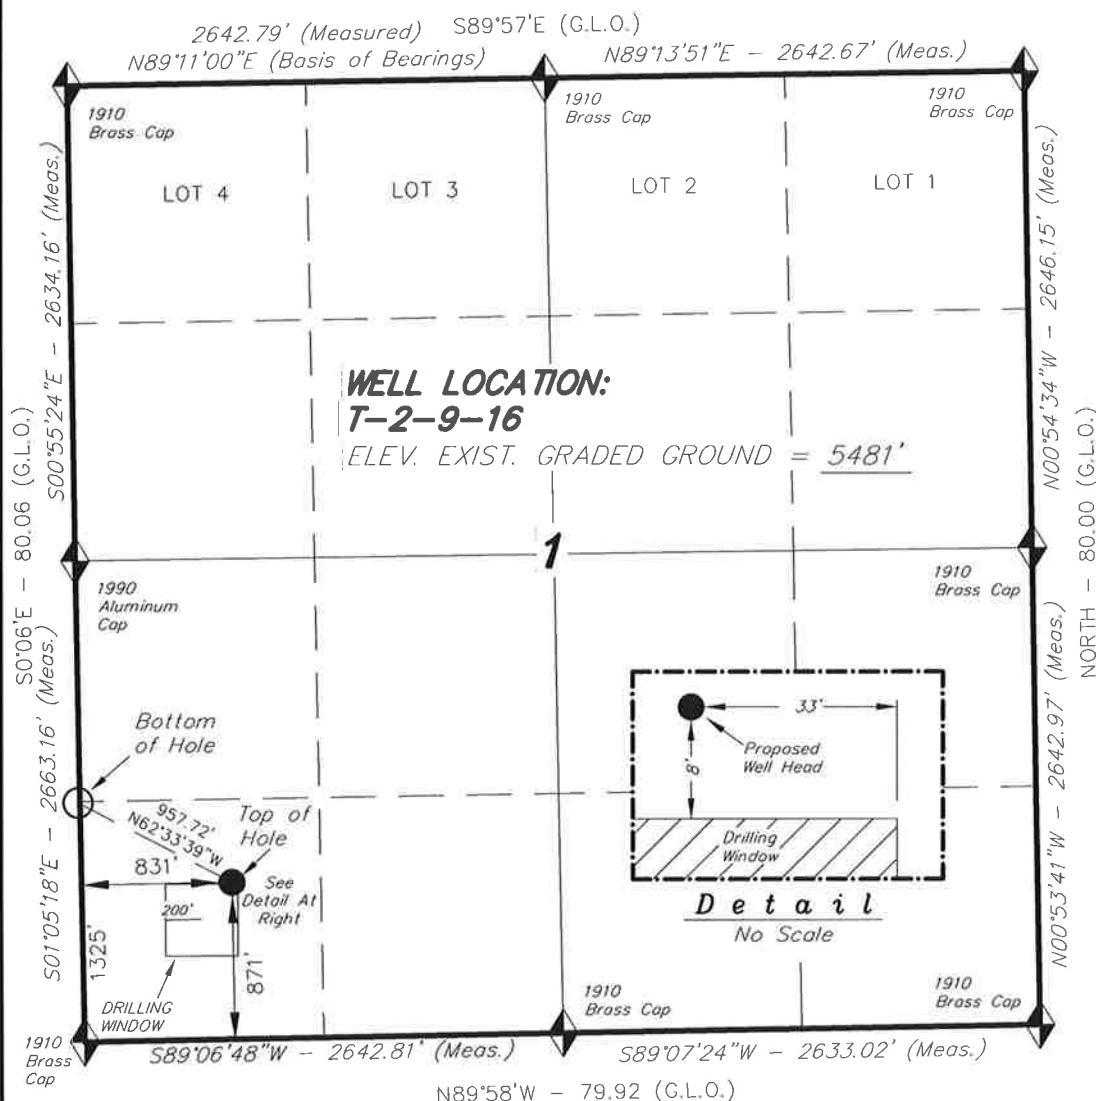 S89°57'E (G.L.O.)
2642.79' (Measured)
N89°11'00"E (Basis of Bearings)
N89°13'51"E - 2642.67' (Meas.)
1910
Brass Cap
1910
Brass Cap
1910
Brass Cap
LOT 4
LOT 3
LOT 2
LOT 1
S00°55'24"E - 2634.16' (Meas.)
N00°54'34"W - 2646.15' (Meas.)
WELL LOCATION:
T-2-9-16
ELEV. EXIST. GRADED GROUND = 5481'
S0°06'E - 80.06 (G.L.O.)
NORTH - 80.00 (G.L.O.)
1
1990
Aluminum
Cap
1910
Brass Cap
S01°05'18"E - 2663.16' (Meas.)
N00°53'41"W - 2642.97' (Meas.)
Bottom
of Hole
957.72'
N62°33'39"W
Top of
Hole
831'
See
Detail At
Right
200'
1325'
871'
DRILLING
WINDOW
33'
8'
Proposed
Well Head
Drilling
Window
Detail
No Scale
1910
Brass
Cap
1910
Brass Cap
1910
Brass Cap
S89°06'48"W - 2642.81' (Meas.)
S89°07'24"W - 2633.02' (Meas.)
N89°58'W - 79.92 (G.L.O.)